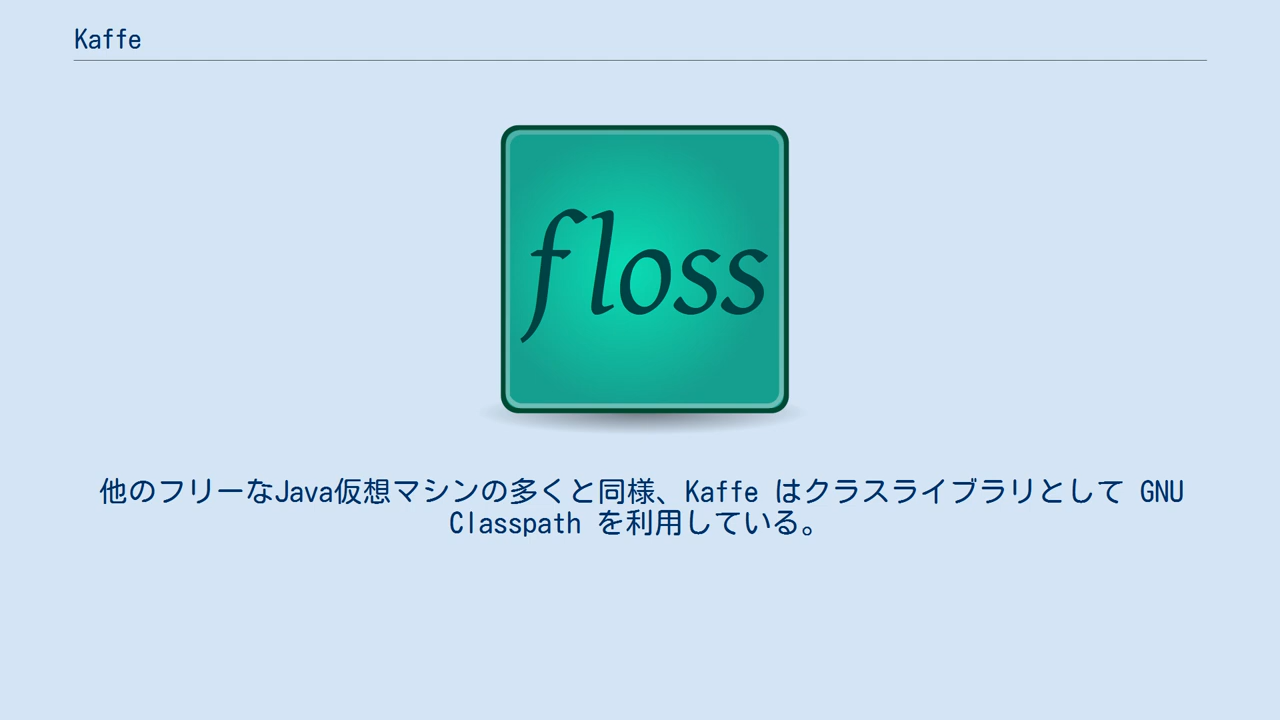 Kaffe
floss
他のフリーなJava仮想マシンの多くと同様、Kaffe はクラスライブラリとして GNU
Classpath を利用している。